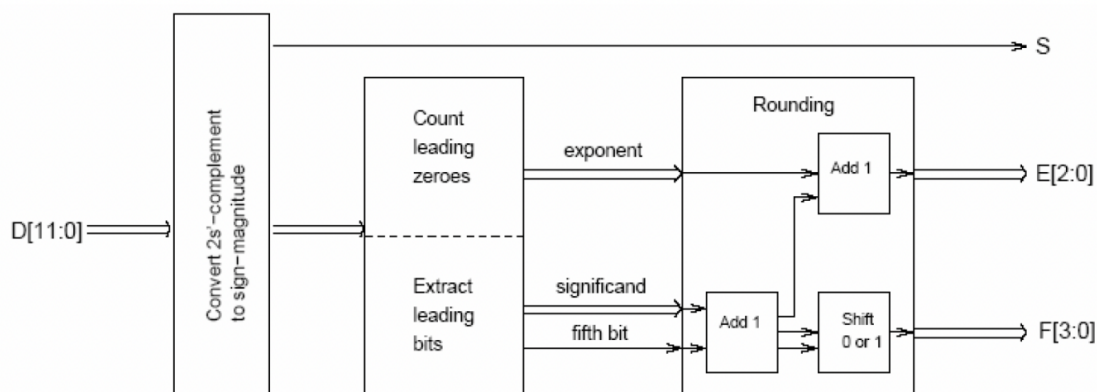 S
Convert 2s'−complement
to sign−magnitude
Count
leading
zeroes
exponent
Rounding
Add 1
E[2:0]
D[11:0]
Extract
leading
bits
significand
fifth bit
Add 1
Shift
0 or 1
F[3:0]